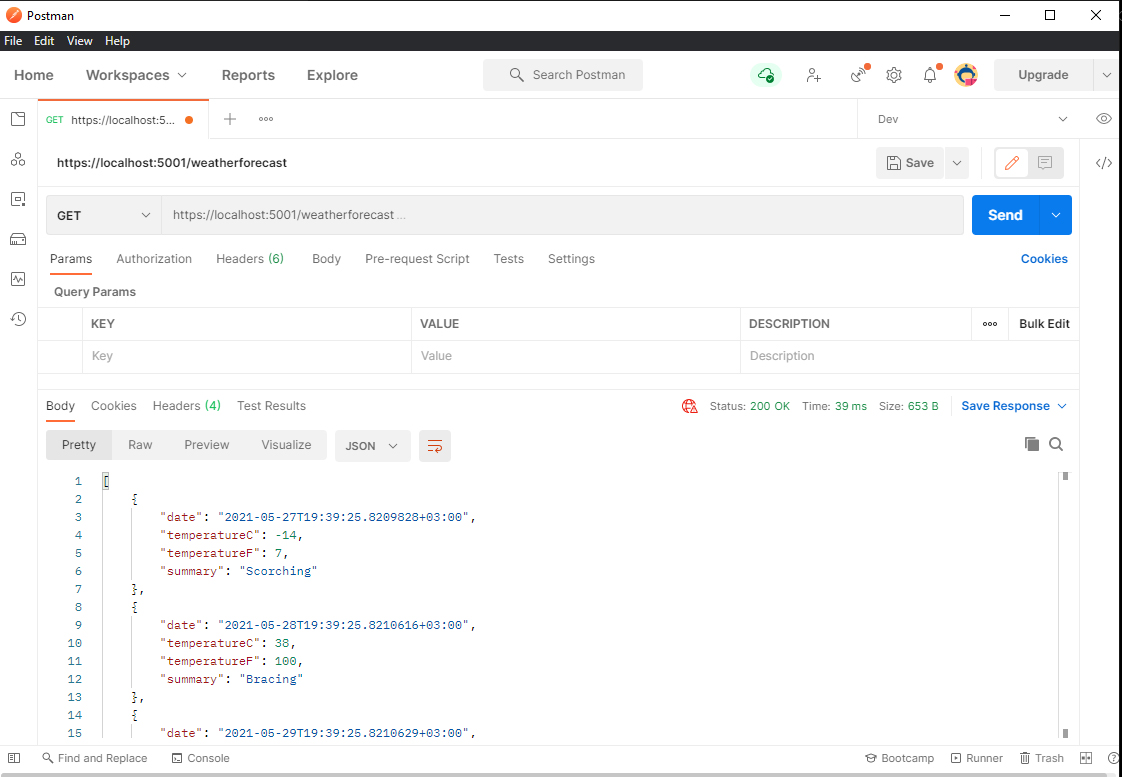 Postman
File Edit View Help
Home Workspaces Reports Explore Search Postman Upgrade
GET https://localhost:5... Dev
https://localhost:5001/weatherforecast Save
GET https://localhost:5001/weatherforecast ... Send
Params Authorization Headers (6) Body Pre-request Script Tests Settings Cookies
Query Params
KEY VALUE DESCRIPTION Bulk Edit
Key Value Description
Body Cookies Headers (4) Test Results Status: 200 OK Time: 39 ms Size: 653 B Save Response
Pretty Raw Preview Visualize JSON
1 [
2 {
3 "date": "2021-05-27T19:39:25.8209828+03:00",
4 "temperatureC": -14,
5 "temperatureF": 7,
6 "summary": "Scorching"
7 },
8 {
9 "date": "2021-05-28T19:39:25.8210616+03:00",
10 "temperatureC": 38,
11 "temperatureF": 100,
12 "summary": "Bracing"
13 },
14 {
15 "date": "2021-05-29T19:39:25.8210629+03:00",
Find and Replace Console Bootcamp Runner Trash